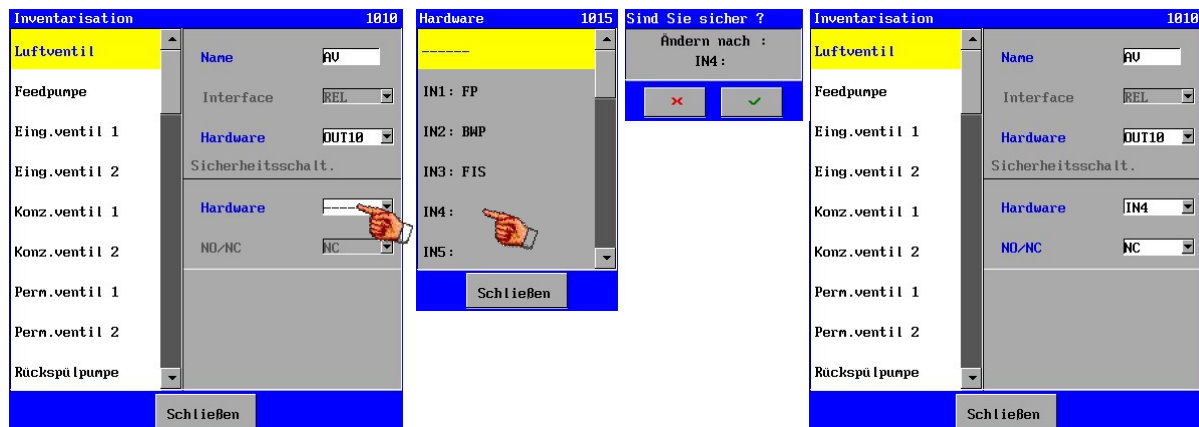 Inventarisation 1010
Luftventil
Feedpumpe
Eing.ventil 1
Eing.ventil 2
Konz.ventil 1
Konz.ventil 2
Perm.ventil 1
Perm.ventil 2
Rückspülpumpe
Name AV
Interface REL
Hardware OUT10
Sicherheitsschalt.
Hardware ----
NO/NC NC
Schließen
Hardware 1015
------
IN1: FP
IN2: BWP
IN3: FIS
IN4:
IN5:
Schließen
Sind Sie sicher ?
Ändern nach :
IN4:
Inventarisation 1010
Luftventil
Feedpumpe
Eing.ventil 1
Eing.ventil 2
Konz.ventil 1
Konz.ventil 2
Perm.ventil 1
Perm.ventil 2
Rückspülpumpe
Name AV
Interface REL
Hardware OUT10
Sicherheitsschalt.
Hardware IN4
NO/NC NC
Schließen